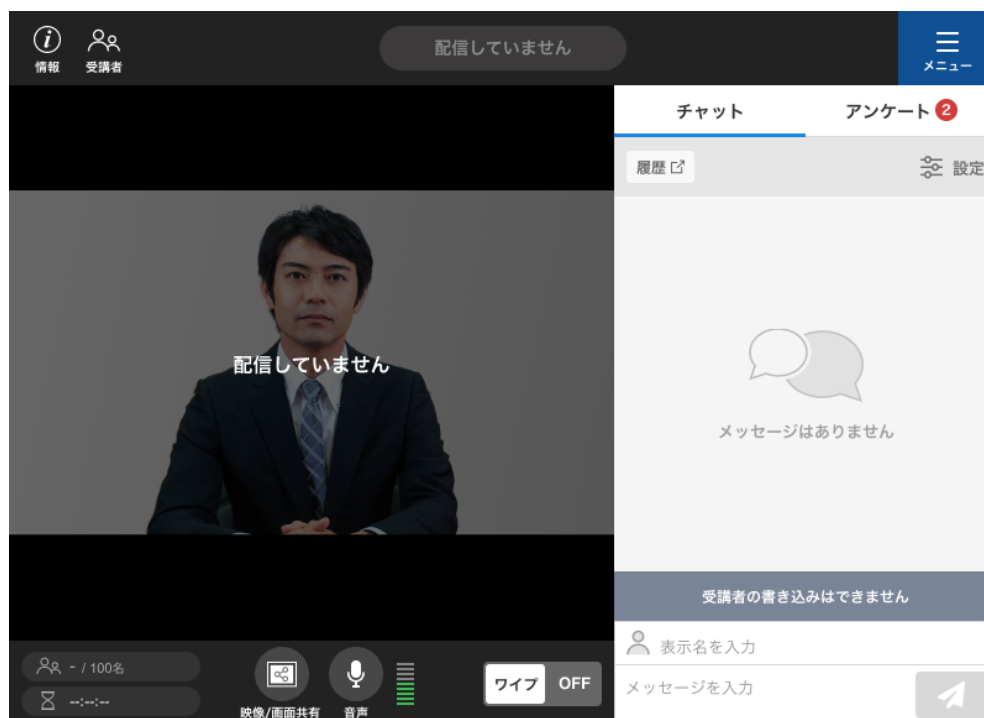 情報
受講者
配信していません
メニュー
チャット
アンケート 2
履歴
設定
配信していません
メッセージはありません
受講者の書き込みはできません
表示名を入力
メッセージを入力
- / 100名
--:--:--
映像/画面共有
音声
ワイプ
OFF